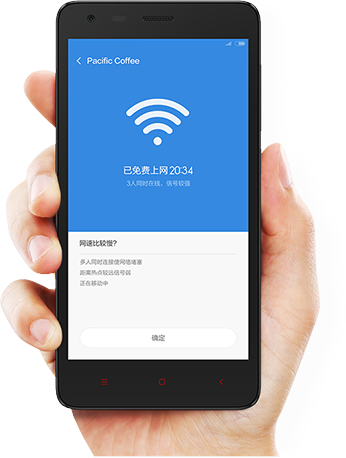 Pacific Coffee
已免费上网20:34
3人同时在线，信号较强
网速比较慢?
多人同时连接使网络堵塞
距离热点较远信号弱
正在移动中
确定